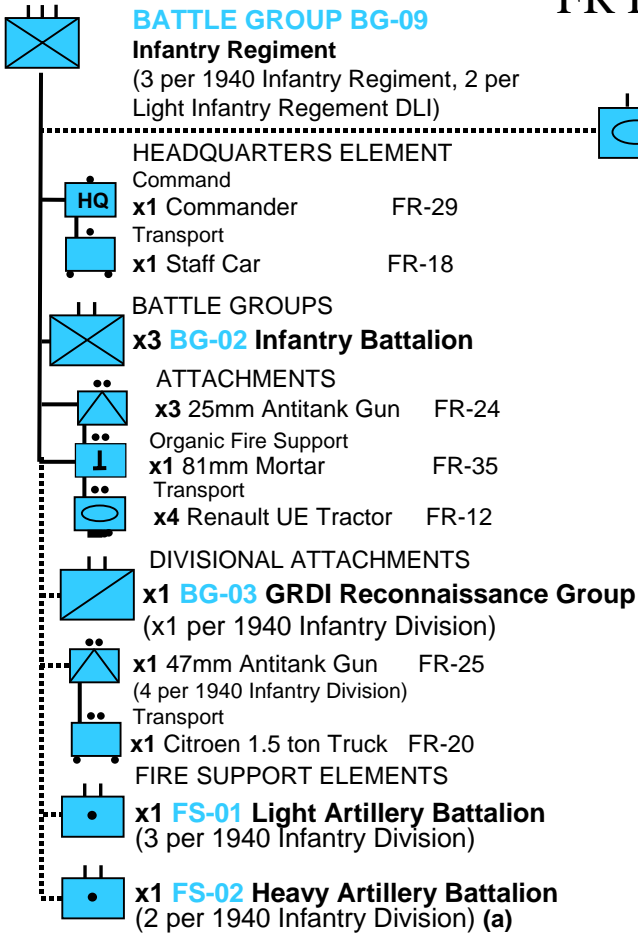 BATTLE GROUP BG-09
FR
Infantry Regiment
(3 per 1940 Infantry Regiment, 2 per
Light Infantry Regement DLI)
HEADQUARTERS ELEMENT
Command
HQ
x1 Commander FR-29
Transport
x1 Staff Car FR-18
BATTLE GROUPS
x3 BG-02 Infantry Battalion
ATTACHMENTS
x3 25mm Antitank Gun FR-24
Organic Fire Support
x1 81mm Mortar FR-35
Transport
x4 Renault UE Tractor FR-12
DIVISIONAL ATTACHMENTS
x1 BG-03 GRDI Reconnaissance Group
(x1 per 1940 Infantry Division)
x1 47mm Antitank Gun FR-25
(4 per 1940 Infantry Division)
Transport
x1 Citroen 1.5 ton Truck FR-20
FIRE SUPPORT ELEMENTS
x1 FS-01 Light Artillery Battalion
(3 per 1940 Infantry Division)
x1 FS-02 Heavy Artillery Battalion
(2 per 1940 Infantry Division) (a)